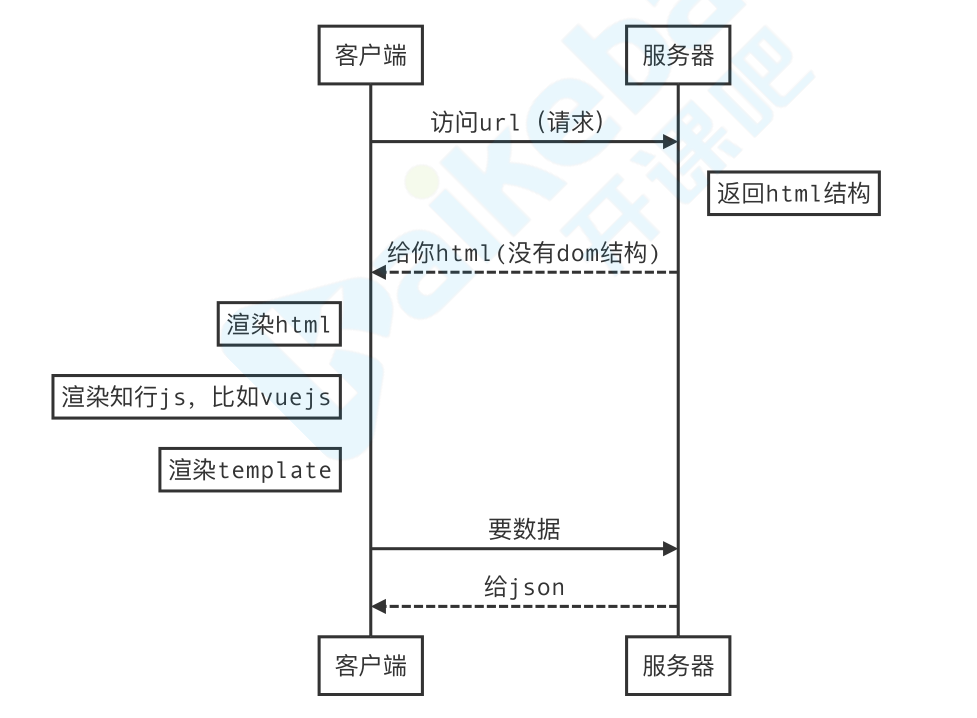 客户端
服务器
访问url（请求）
返回html结构
给你html(没有dom结构)
渲染html
渲染知行js，比如vuejs
渲染template
要数据
给json
客户端
服务器
Kaikeba
开课吧